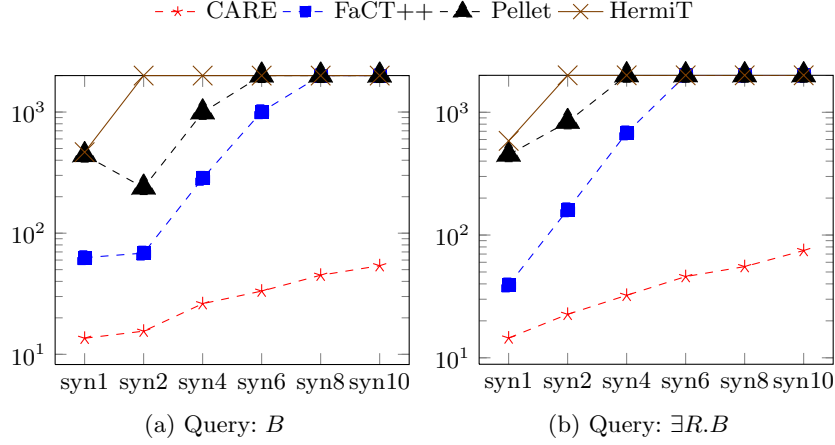 CARE FaCT++ Pellet HermiT
10^3
10^2
10^1
syn1 syn2 syn4 syn6 syn8 syn10
(a) Query: B
10^3
10^2
10^1
syn1 syn2 syn4 syn6 syn8 syn10
(b) Query: ∃R.B